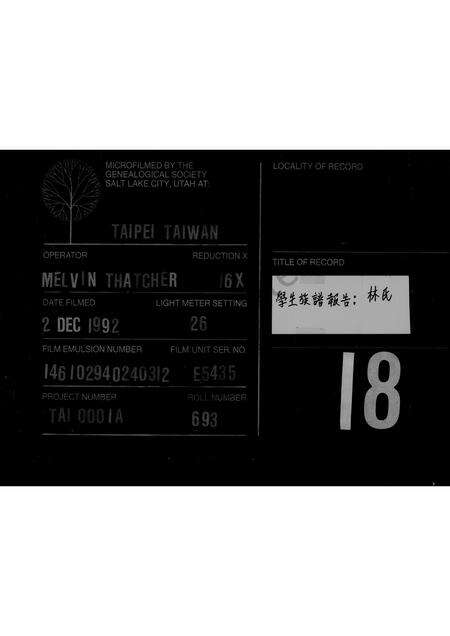 MICROFILMED BY THE
GENEALOGICAL SOCIETY
SALT LAKE CITY, UTAH AT:
TAIPEI TAIWAN
OPERATOR REDUCTION X
MELVIN THATCHER 16X
DATE FILMED LIGHT METER SETTING
2 DEC 1992 26
FILM EMULSION NUMBER FILM UNIT SER. NO.
14610294024031 2 E5435
PROJECT NUMBER ROLL NUMBER
TAI 0001A 693
LOCALITY OF RECORD
TITLE OF RECORD
學生族譜報告: 林氏
18